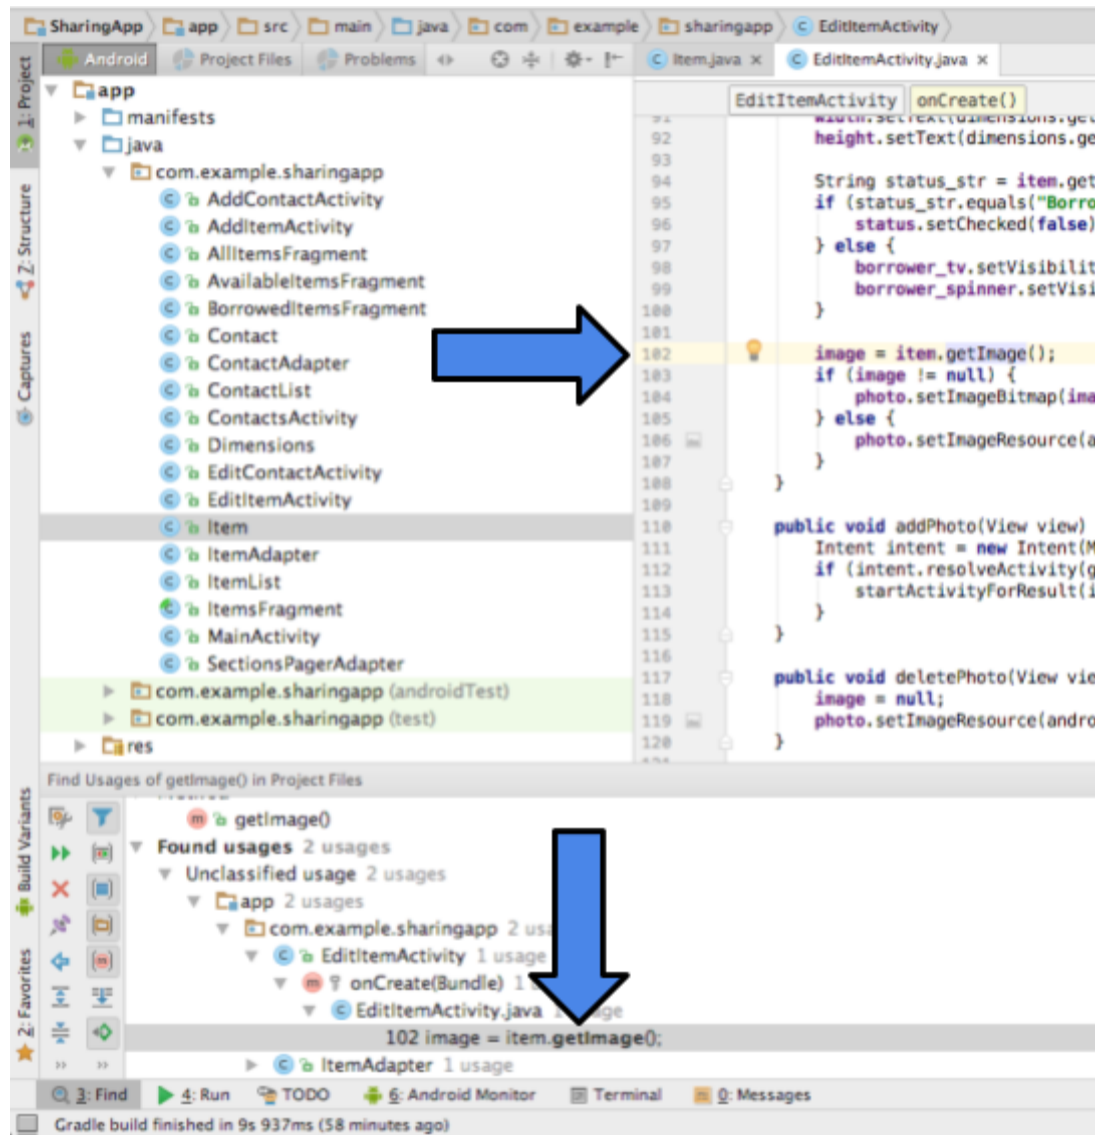 SharingApp app src main java com example sharingapp EditItemActivity
Android Project Files Problems
Item.java × EditItemActivity.java ×
1: Project
Z: Structure
Captures
Build Variants
2: Favorites
app
manifests
java
com.example.sharingapp
AddContactActivity
AddItemActivity
AllItemsFragment
AvailableItemsFragment
BorrowedItemsFragment
Contact
ContactAdapter
ContactList
ContactsActivity
Dimensions
EditContactActivity
EditItemActivity
Item
ItemAdapter
ItemList
ItemsFragment
MainActivity
SectionsPagerAdapter
com.example.sharingapp (androidTest)
com.example.sharingapp (test)
res
EditItemActivity onCreate()
91 width.setText(dimensions.get
92 height.setText(dimensions.ge
93
94 String status_str = item.get
95 if (status_str.equals("Borro
96 status.setChecked(false)
97 } else {
98 borrower_tv.setVisibilit
99 borrower_spinner.setVisi
100 }
101
102 image = item.getImage();
103 if (image != null) {
104 photo.setImageBitmap(ima
105 } else {
106 photo.setImageResource(a
107 }
108 }
109
110 public void addPhoto(View view)
111 Intent intent = new Intent(M
112 if (intent.resolveActivity(g
113 startActivityForResult(i
114 }
115 }
116
117 public void deletePhoto(View vie
118 image = null;
119 photo.setImageResource(andro
120 }
Find Usages of getImage() in Project Files
getImage()
Found usages 2 usages
Unclassified usage 2 usages
app 2 usages
com.example.sharingapp 2 usa
EditItemActivity 1 usage
onCreate(Bundle) 1
EditItemActivity.java
102 image = item.getImage();
ItemAdapter 1 usage
3: Find 4: Run TODO 6: Android Monitor Terminal 0: Messages
Gradle build finished in 9s 937ms (58 minutes ago)